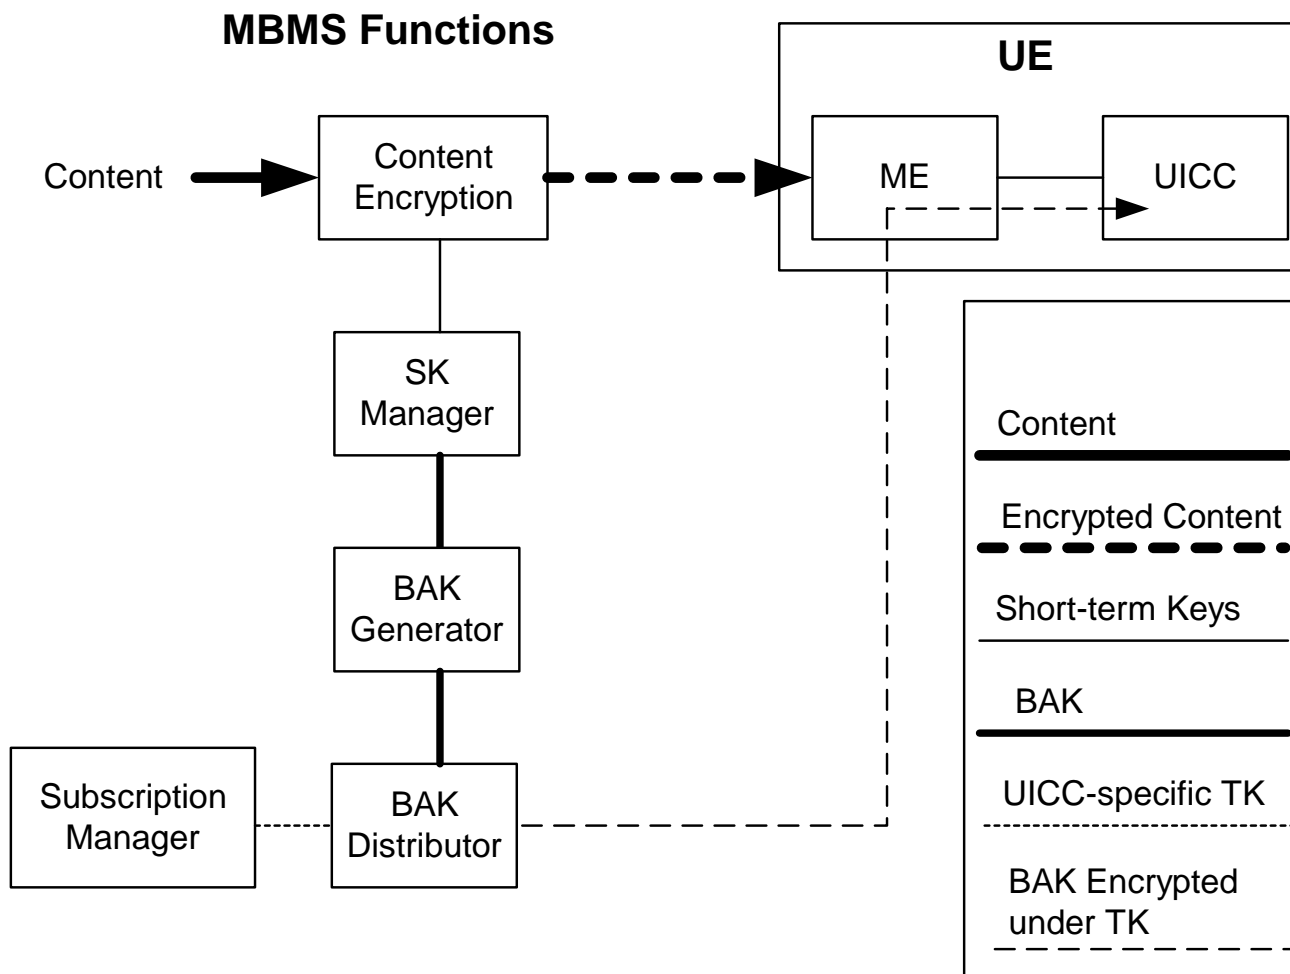 MBMS Functions
UE
Content
Content
Encryption
ME
UICC
SK
Manager
BAK
Generator
Subscription
Manager
BAK
Distributor
Content
Encrypted Content
Short-term Keys
BAK
UICC-specific TK
BAK Encrypted
under TK